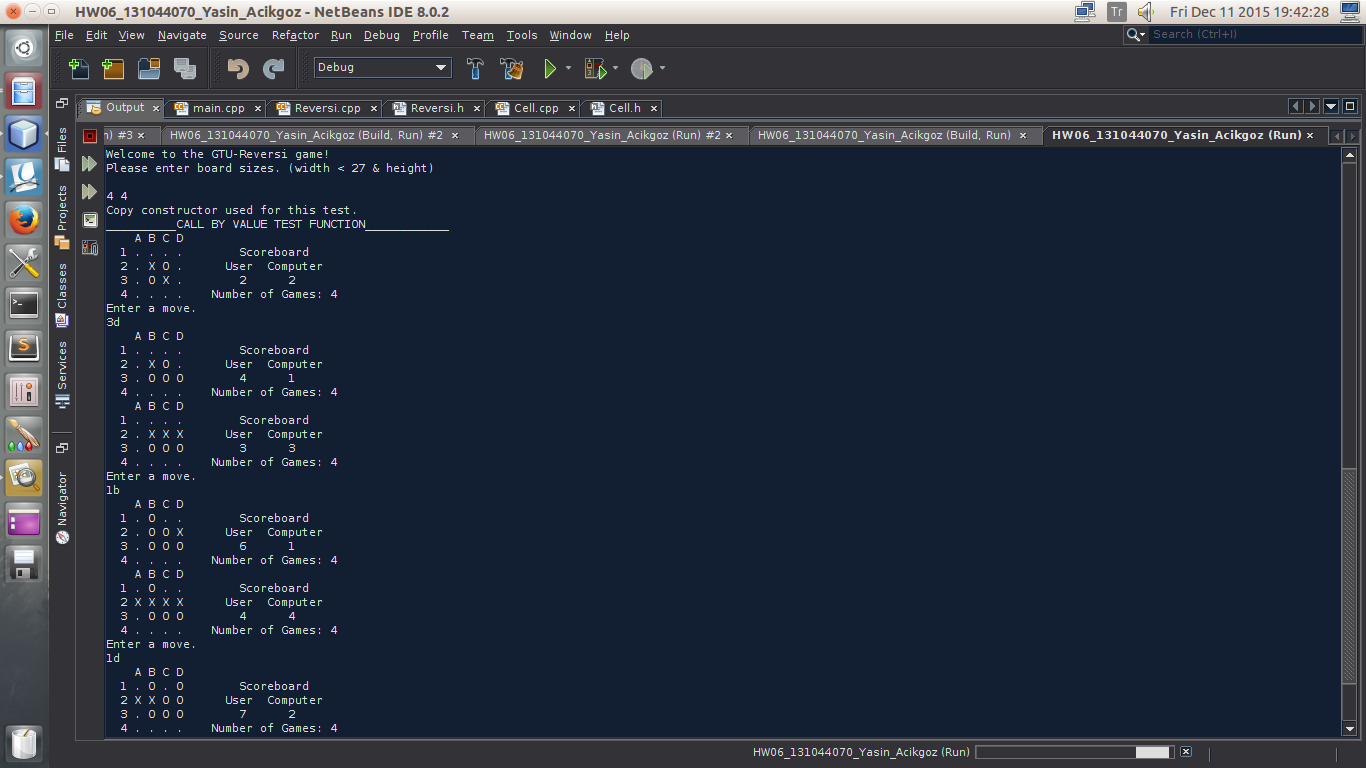 HW06_131044070_Yasin_Acikgoz - NetBeans IDE 8.0.2
Tr
Fri Dec 11 2015 19:42:28
File Edit View Navigate Source Refactor Run Debug Profile Team Tools Window Help
Search (Ctrl+I)
Debug
Output main.cpp Reversi.cpp Reversi.h Cell.cpp Cell.h
n) #3 HW06_131044070_Yasin_Acikgoz (Build, Run) #2 HW06_131044070_Yasin_Acikgoz (Run) #2 HW06_131044070_Yasin_Acikgoz (Build, Run) HW06_131044070_Yasin_Acikgoz (Run)
Files
Projects
Classes
Services
Navigator
Welcome to the GTU-Reversi game!
Please enter board sizes. (width < 27 & height)
4 4
Copy constructor used for this test.
__________CALL BY VALUE TEST FUNCTION____________
A B C D
1 . . . . Scoreboard
2 . X O . User Computer
3 . O X . 2 2
4 . . . . Number of Games: 4
Enter a move.
3d
A B C D
1 . . . . Scoreboard
2 . X O . User Computer
3 . O O O 4 1
4 . . . . Number of Games: 4
A B C D
1 . . . . Scoreboard
2 . X X X User Computer
3 . O O O 3 3
4 . . . . Number of Games: 4
Enter a move.
1b
A B C D
1 . O . . Scoreboard
2 . O O X User Computer
3 . O O O 6 1
4 . . . . Number of Games: 4
A B C D
1 . O . . Scoreboard
2 X X X X User Computer
3 . O O O 4 4
4 . . . . Number of Games: 4
Enter a move.
1d
A B C D
1 . O . O Scoreboard
2 X X O O User Computer
3 . O O O 7 2
4 . . . . Number of Games: 4
HW06_131044070_Yasin_Acikgoz (Run)